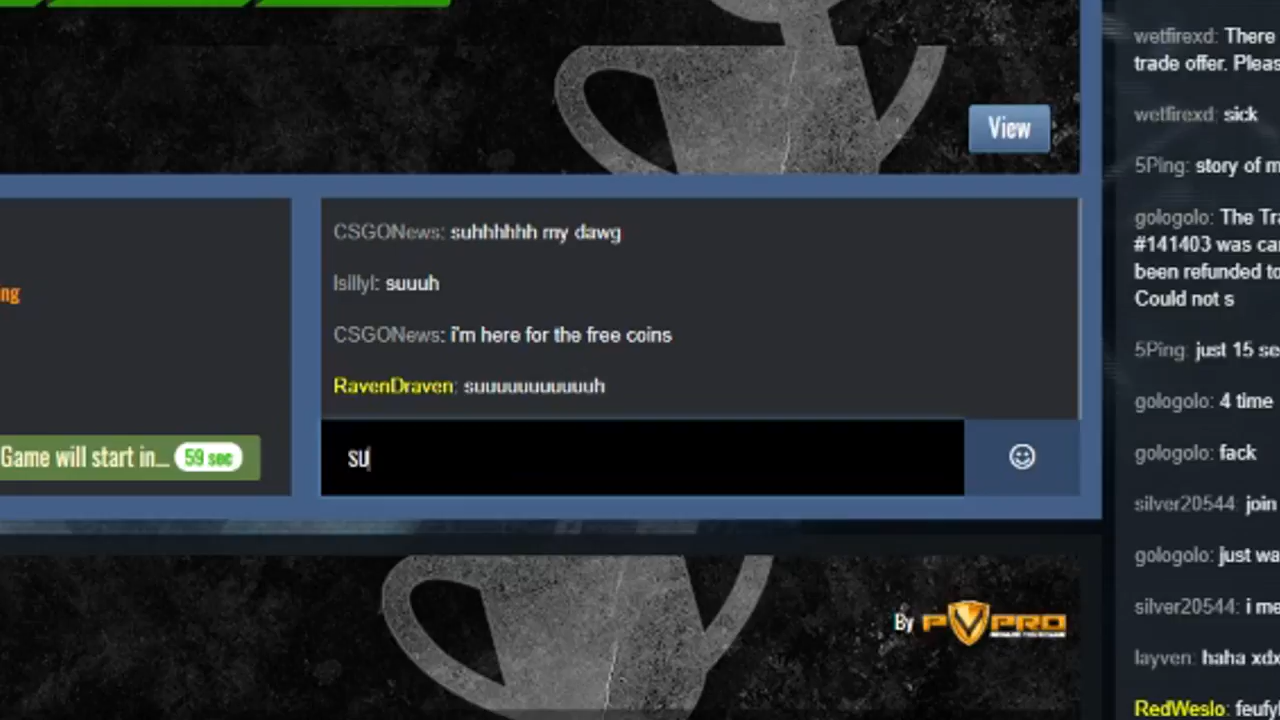 View
CSGONews: suhhhhhh my dawg
lsillyl: suuuh
CSGONews: i'm here for the free coins
RavenDraven: suuuuuuuuuuuh
ng
Game will start in... 59 sec
su
By PVPRO
wetfirexd: There
trade offer. Pleas
wetfirexd: sick
5Ping: story of m
gologolo: The Tra
#141403 was car
been refunded to
Could not s
5Ping: just 15 se
gologolo: 4 time
gologolo: fack
silver20544: join
gologolo: just wa
silver20544: i me
layven: haha xdx
RedWeslo: feufy